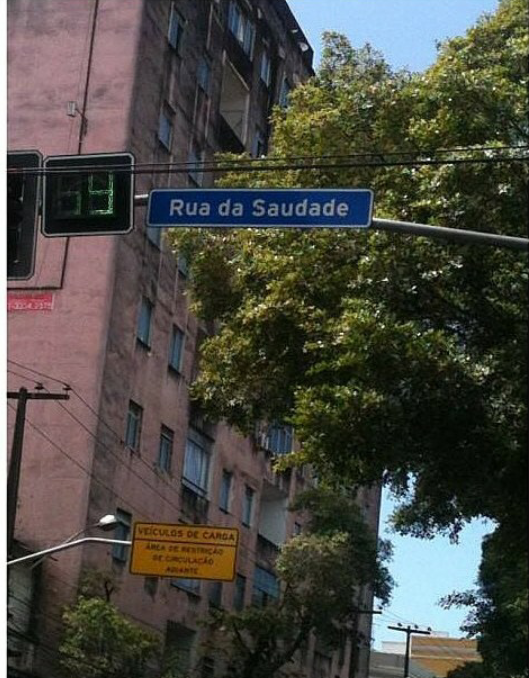 Rua da Saudade
VEÍCULOS DE CARGA
ÁREA DE RESTRIÇÃO
DE CIRCULAÇÃO
ADIANTE